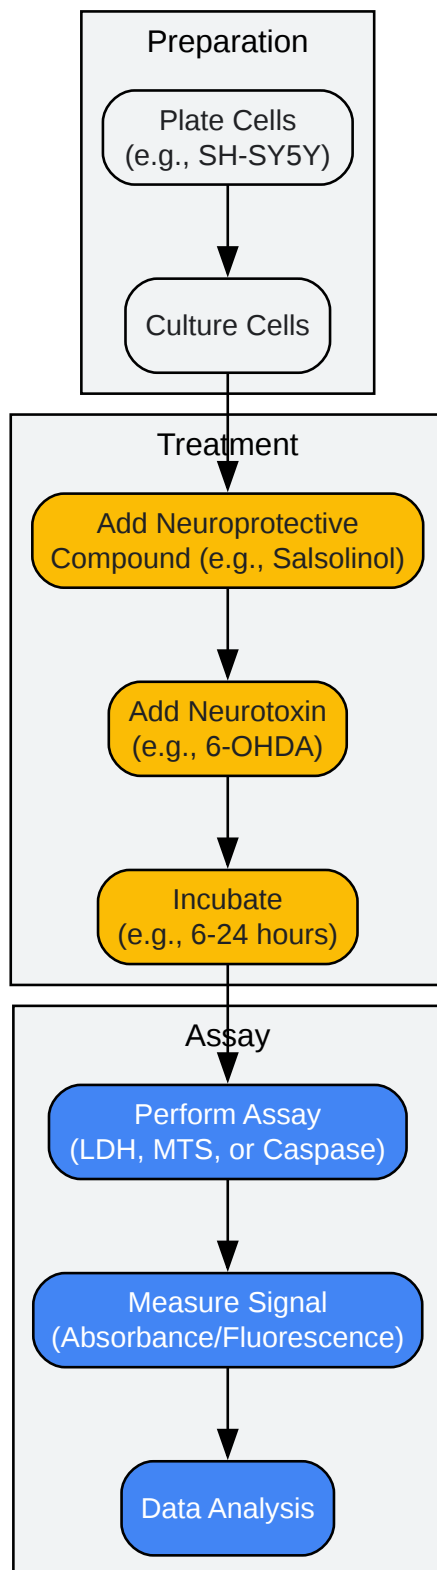 Preparation
Plate Cells
(e.g., SH-SY5Y)
Culture Cells
Treatment
Add Neuroprotective
Compound (e.g., Salsolinol)
Add Neurotoxin
(e.g., 6-OHDA)
Incubate
(e.g., 6-24 hours)
Assay
Perform Assay
(LDH, MTS, or Caspase)
Measure Signal
(Absorbance/Fluorescence)
Data Analysis